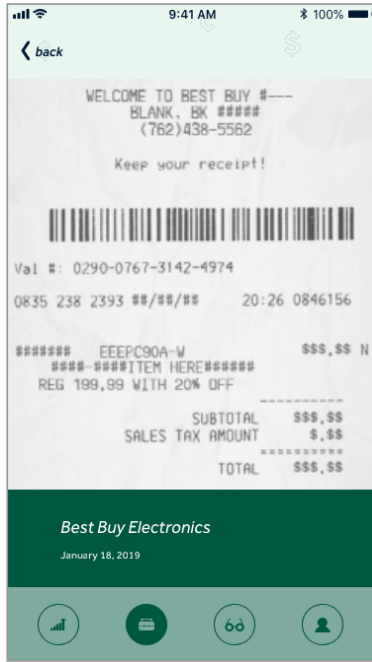 9:41 AM
100%
back
WELCOME TO BEST BUY #---
BLANK, BK #####
(762)438-5562
Keep your receipt!
Val #: 0290-0767-3142-4974
0835 238 2393 ##/##/## 20:26 0846156
####### EEEPC90A-W $$$.$$ N
####-####ITEM HERE######
REG 199.99 WITH 20% OFF
SUBTOTAL $$$.$$
SALES TAX AMOUNT $.$$
TOTAL $$$.$$
Best Buy Electronics
January 18, 2019